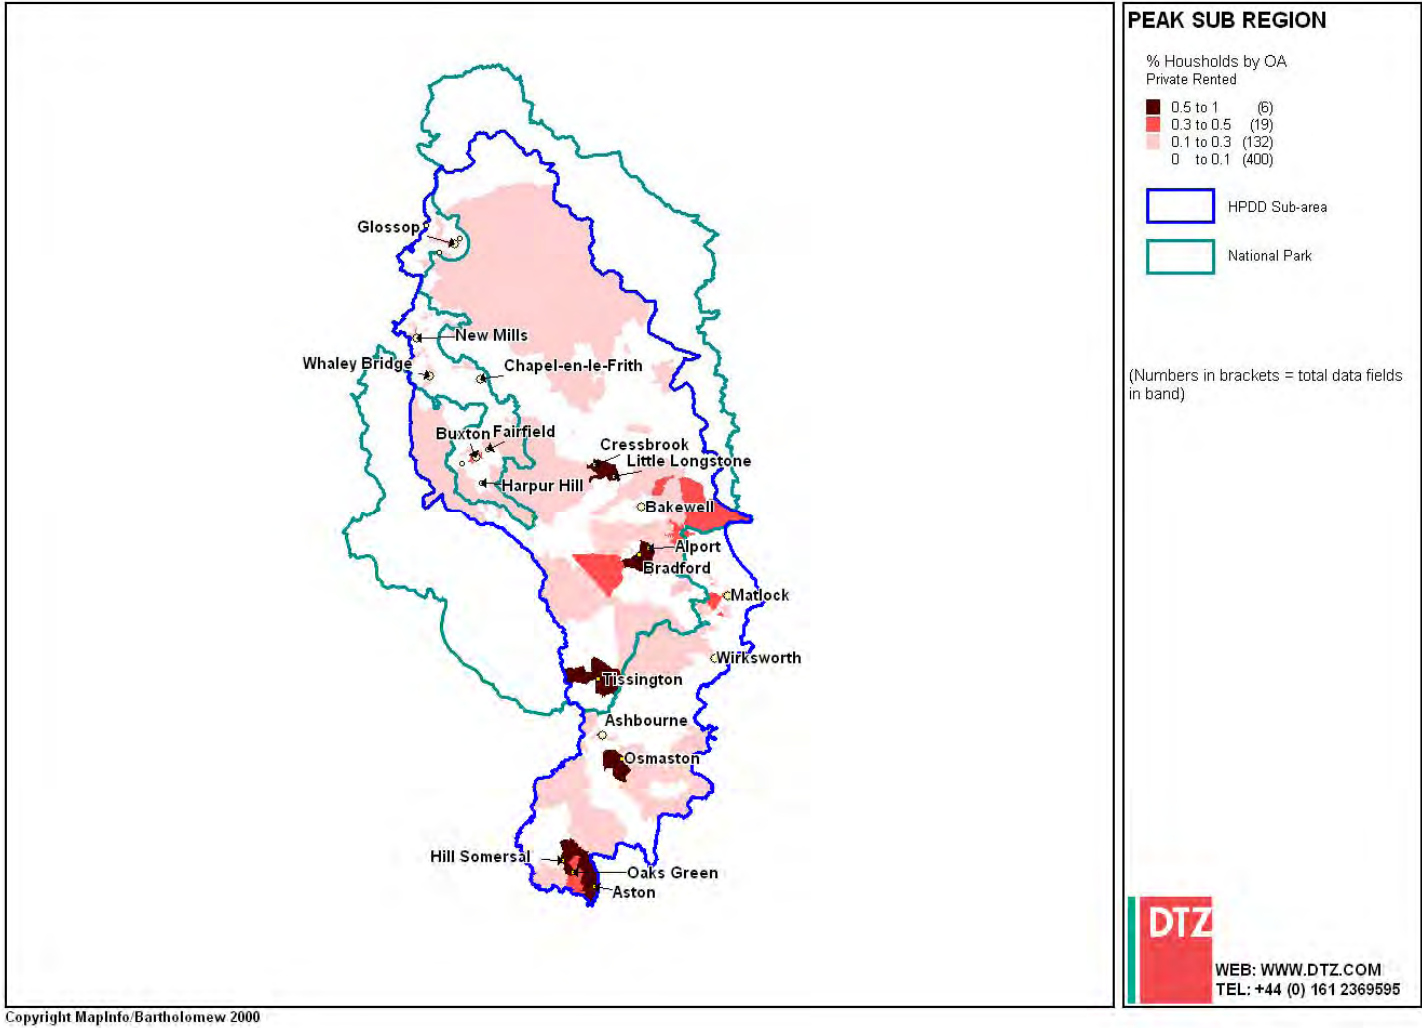 PEAK SUB REGION
% Housholds by OA
Private Rented
0.5 to 1 (6)
0.3 to 0.5 (19)
0.1 to 0.3 (132)
0 to 0.1 (400)
HPDD Sub-area
National Park
(Numbers in brackets = total data fields
in band)
Glossop
New Mills
Whaley Bridge
Chapel-en-le-Frith
Buxton
Fairfield
Cressbrook
Little Longstone
Harpur Hill
Bakewell
Alport
Bradford
Matlock
Wirksworth
Tissington
Ashbourne
Osmaston
Hill Somersal
Oaks Green
Aston
DTZ
WEB: WWW.DTZ.COM
TEL: +44 (0) 161 2369595
Copyright MapInfo/Bartholomew 2000